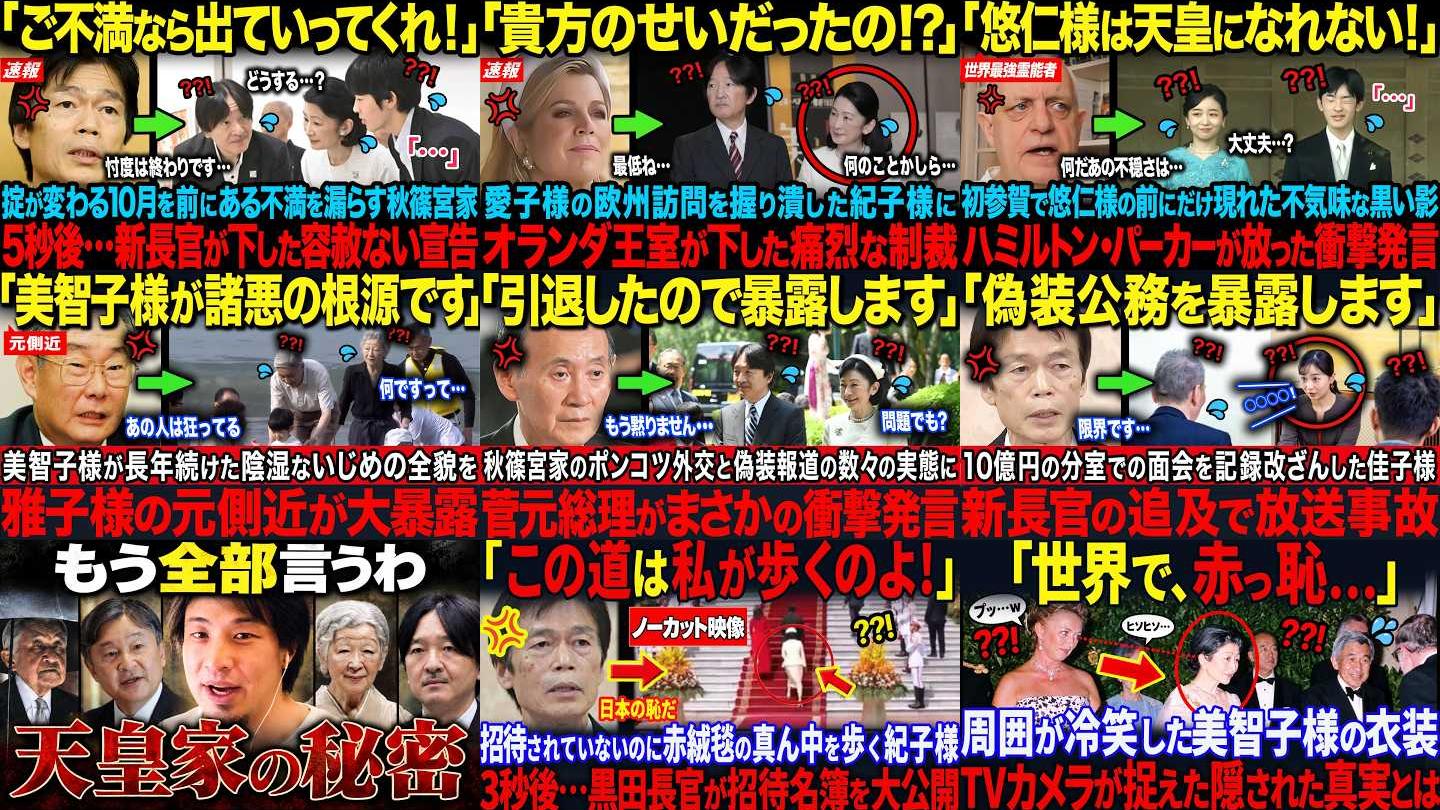 「ご不満なら出ていってくれ!」
速報
??!
どうする…?
??!
忖度は終わりです…
「…」
掟が変わる10月を前にある不満を漏らす秋篠宮家
5秒後…新長官が下した容赦ない宣告
「貴方のせいだったの!?」
速報
??!
??!
最低ね…
何のことかしら…
愛子様の欧州訪問を握り潰した紀子様に
オランダ王室が下した痛烈な制裁
「悠仁様は天皇になれない!」
世界最強霊能者
??!
??!
「…」
大丈夫…?
何だあの不穏さは…
初参賀で悠仁様の前にだけ現れた不気味な黒い影
ハミルトン・パーカーが放った衝撃発言
「美智子様が諸悪の根源です」
元側近
??!
??!
何ですって…
あの人は狂ってる
美智子様が長年続けた陰湿ないじめの全貌を
雅子様の元側近が大暴露
「引退したので暴露します」
??!
??!
もう黙りません…
問題でも?
秋篠宮家のポンコツ外交と偽装報道の数々の実態に
菅元総理がまさかの衝撃発言
「偽装公務を暴露します」
??!
??!
??!
○○○○!
限界です…
10億円の分室での面会を記録改ざんした佳子様
新長官の追及で放送事故
もう全部言うわ
天皇家の秘密
「この道は私が歩くのよ!」
ノーカット映像
??!
日本の恥だ
招待されていないのに赤絨毯の真ん中を歩く紀子様
3秒後…黒田長官が招待名簿を大公開
「世界で、赤っ恥…」
プッ…w
??!
ヒソヒソ…
??!
周囲が冷笑した美智子様の衣装
TVカメラが捉えた隠された真実とは